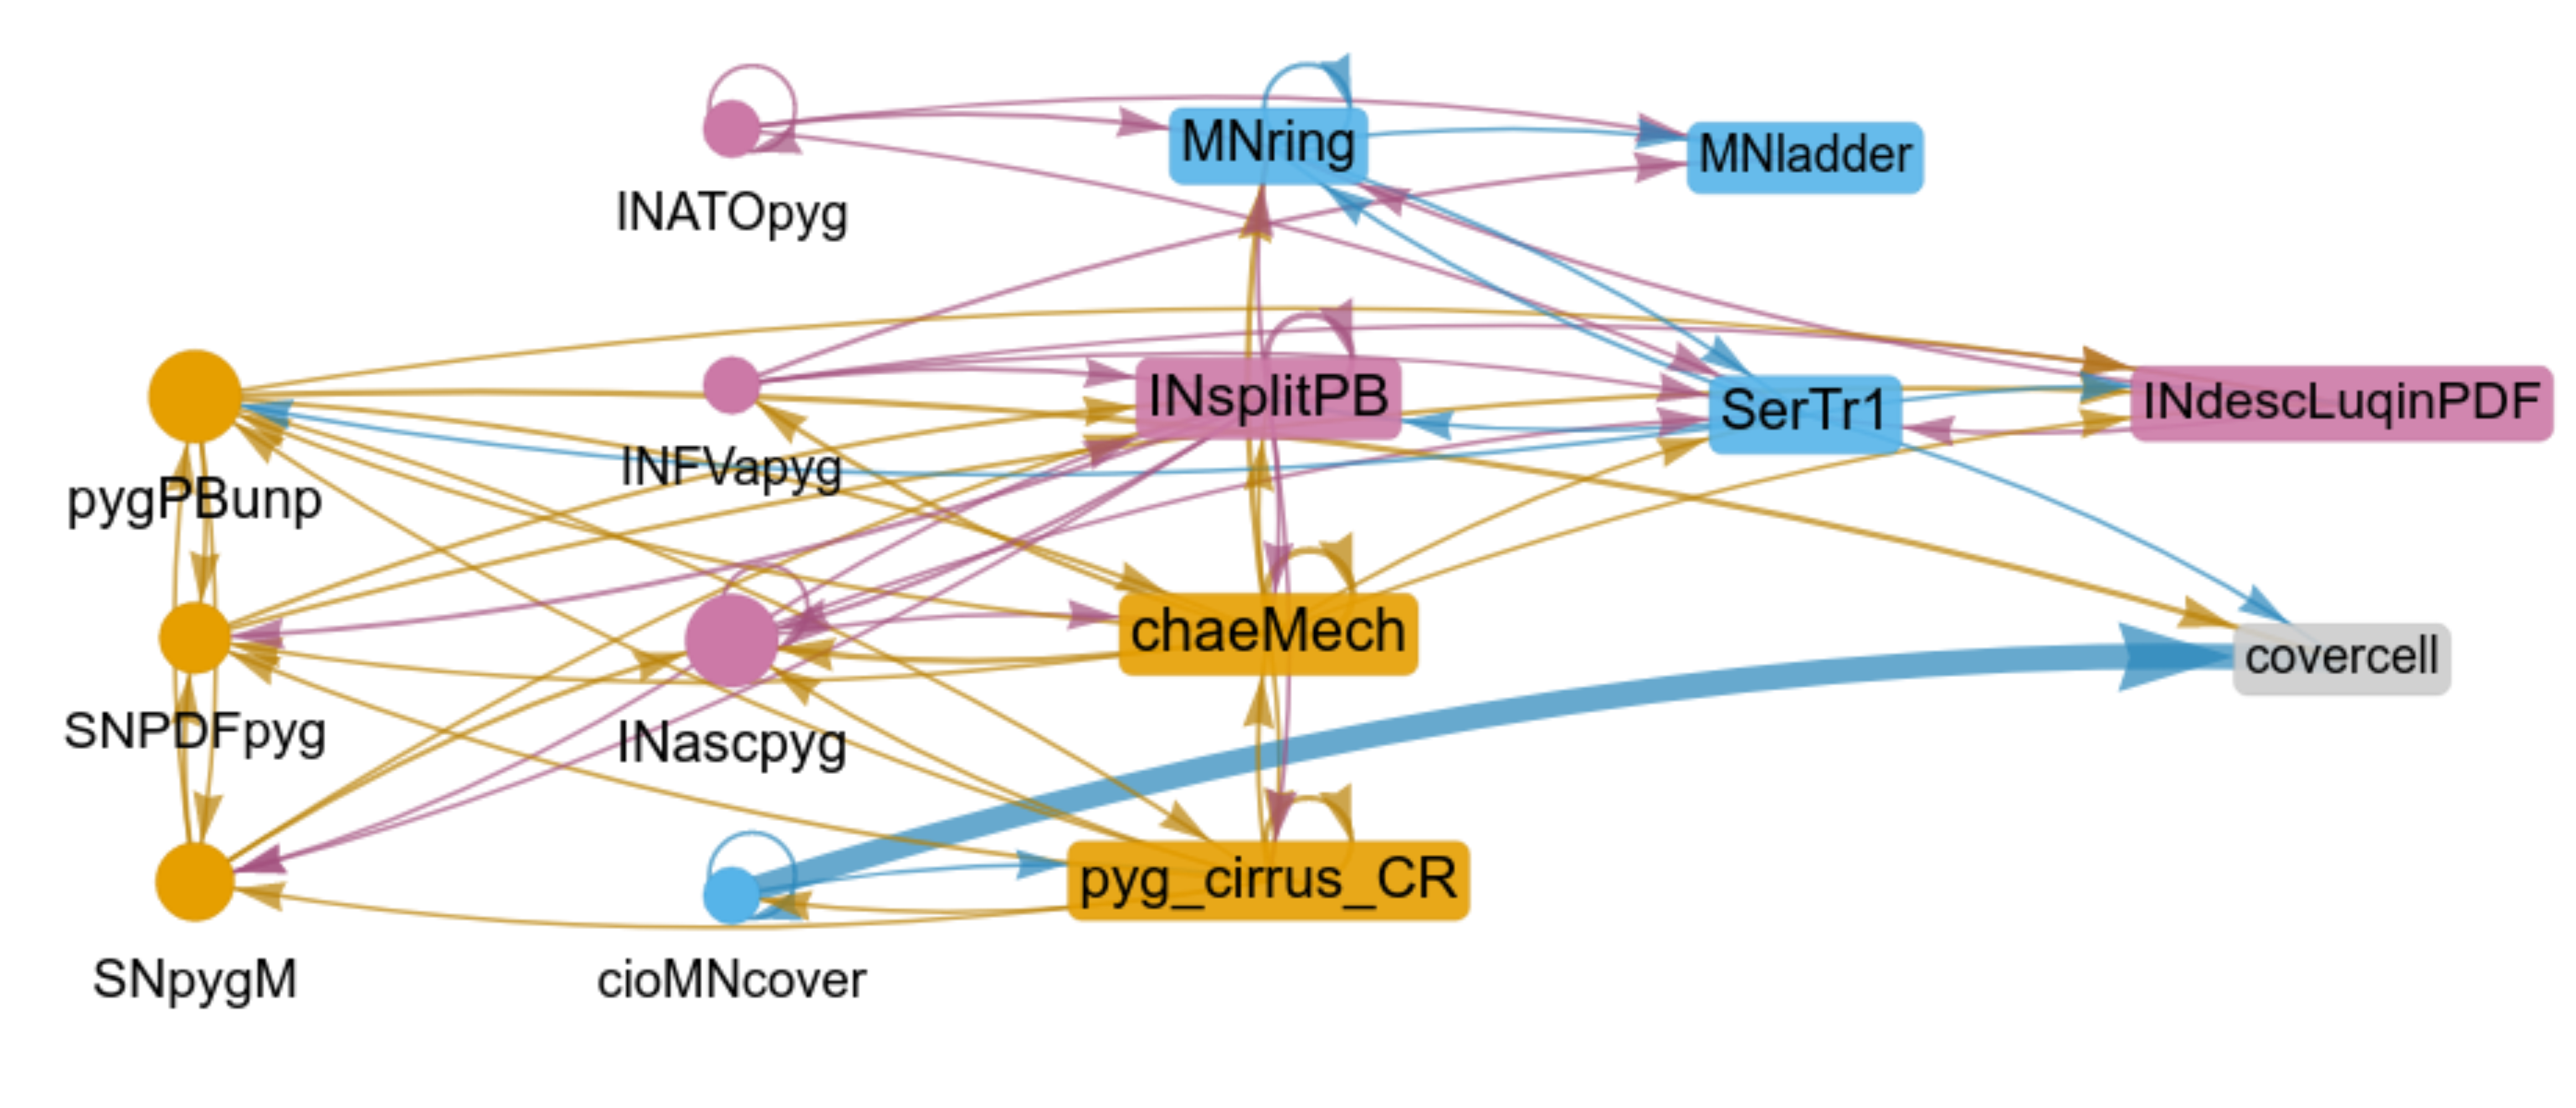 MNring
MNladder
INATOpyg
INsplitPB
SerTr1
INdescLuqinPDF
INFVapyg
pygPBunp
chaeMech
covercell
SNPDFpyg
INascpyg
pyg_cirrus_CR
SNpygM
cioMNcover